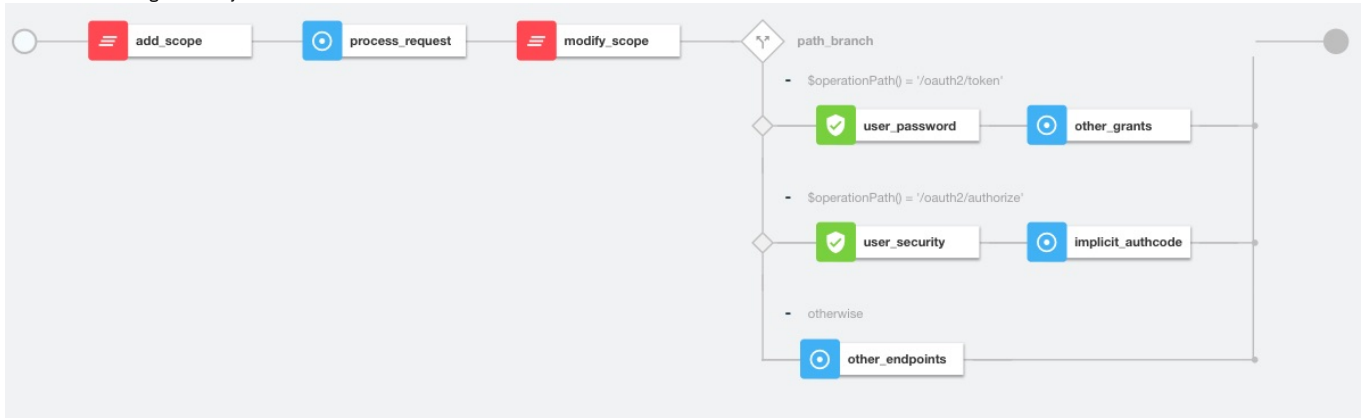 add_scope
process_request
modify_scope
path_branch
- $operationPath() = '/oauth2/token'
user_password
other_grants
- $operationPath() = '/oauth2/authorize'
user_security
implicit_authcode
- otherwise
other_endpoints